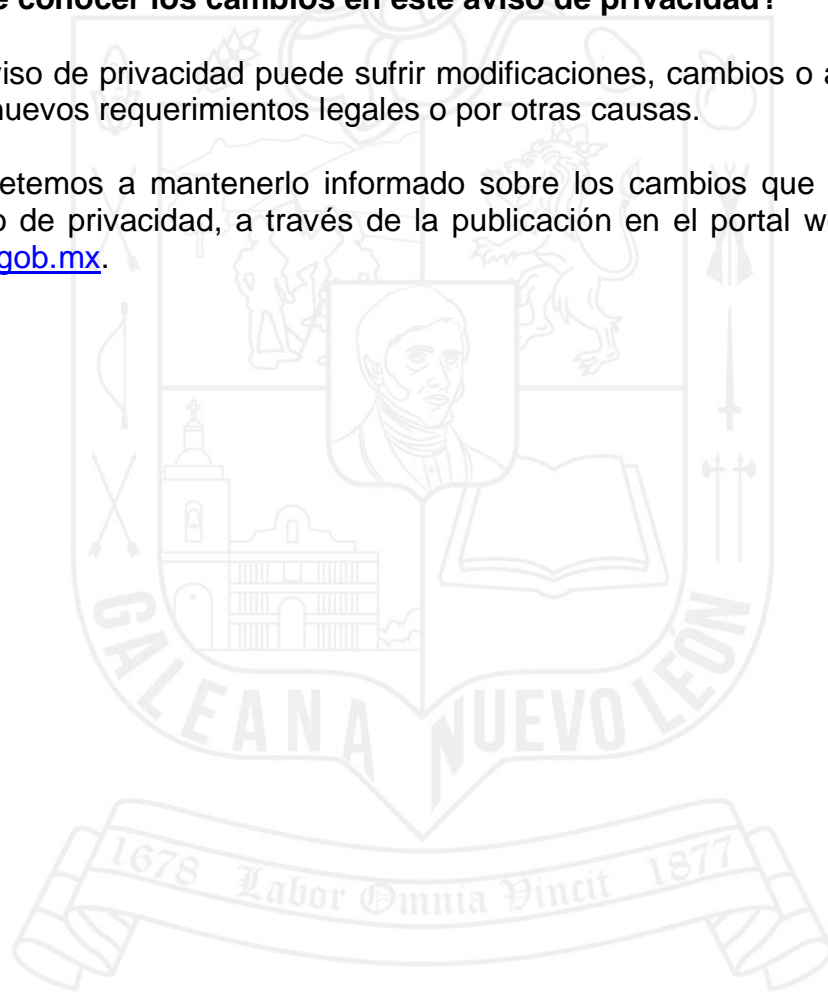 conocer los cambios en este aviso de privacidad?
viso de privacidad puede sufrir modificaciones, cambios o
nuevos requerimientos legales o por otras causas.
etemos a mantenerlo informado sobre los cambios que
de privacidad, a través de la publicación en el portal
gob.mx.
GALEANA NUEVO LEÓN
1678 Labor Omnia Vincit 1877